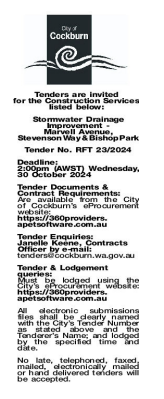 City of
Cockburn
Tenders are invited
for the Construction Services
listed below:
Stormwater Drainage
Improvement -
Marvell Avenue,
Stevenson Way & Bishop Park
Tender No. RFT 23/2024
Deadline:
2:00pm (AWST) Wednesday,
30 October 2024
Tender Documents &
Contract Requirements:
Are available from the City
of Cockburn's eProcurement
website:
https://360providers.
apetsoftware.com.au
Tender Enquiries:
Janelle Keene, Contracts
Officer by e-mail:
tenders@cockburn.wa.gov.au
Tender & Lodgement
queries:
Must be lodged using the
City's eProcurement website:
https://360providers.
apetsoftware.com.au
All electronic submissions
files shall be clearly named
with the City's Tender Number
as stated above and the
Tenderer's Name; and lodged
by the specified time and
date.
No late, telephoned, faxed,
mailed, electronically mailed
or hand delivered tenders will
be accepted.